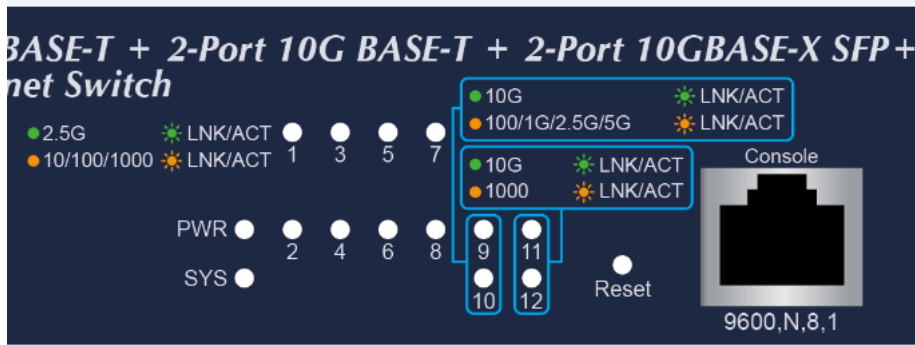 BASE-T + 2-Port 10G BASE-T + 2-Port 10GBASE-X SFP+
net Switch
10G LNK/ACT
100/1G/2.5G/5G LNK/ACT
2.5G LNK/ACT
10/100/1000 LNK/ACT
1 3 5 7
10G LNK/ACT
1000 LNK/ACT
Console
PWR
2 4 6 8 9 11
SYS
10 12
Reset
9600,N,8,1